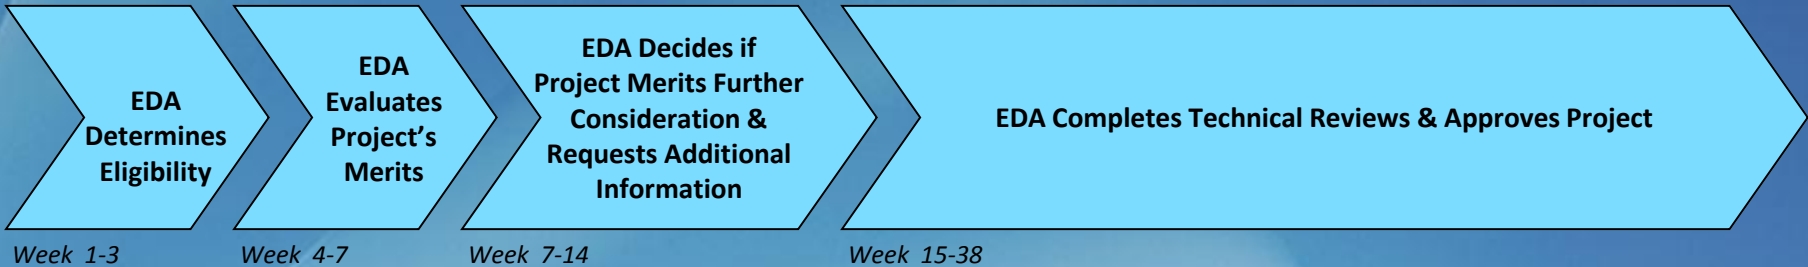 EDA
Determines
Eligibility
Week 1-3
EDA
Evaluates
Project's
Merits
Week 4-7
EDA Decides if
Project Merits Further
Consideration &
Requests Additional
Information
Week 7-14
EDA Completes Technical Reviews & Approves Project
Week 15-38